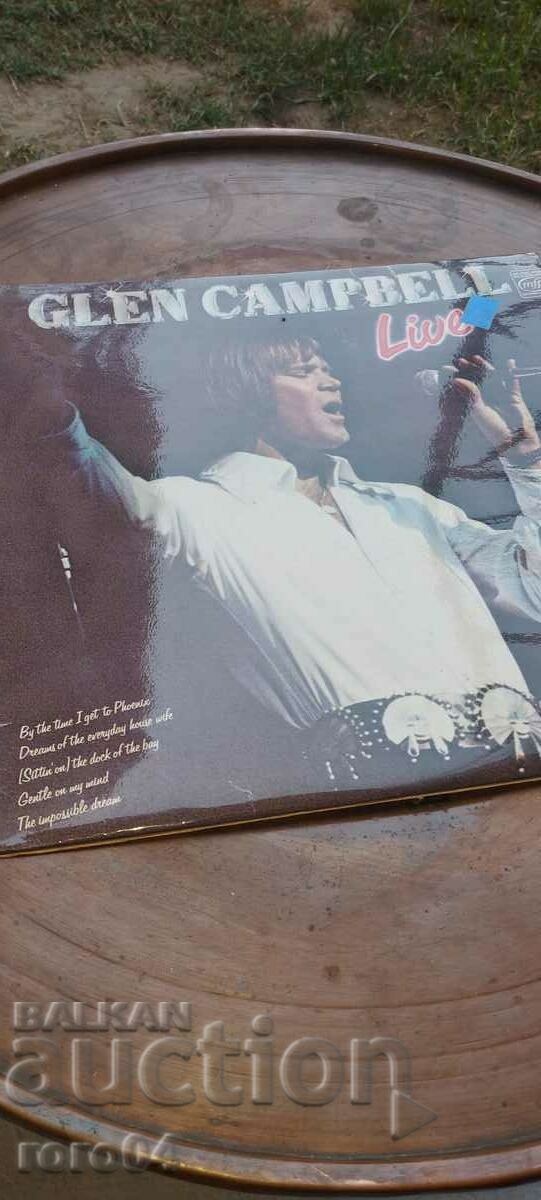 GLEN CAMPBELL
Live
mfp
By the time I get to Phoenix
Dreams of the everyday house wife
(Sittin' on) the dock of the bay
Gentle on my mind
The impossible dream
BALKAN
auction
roro04